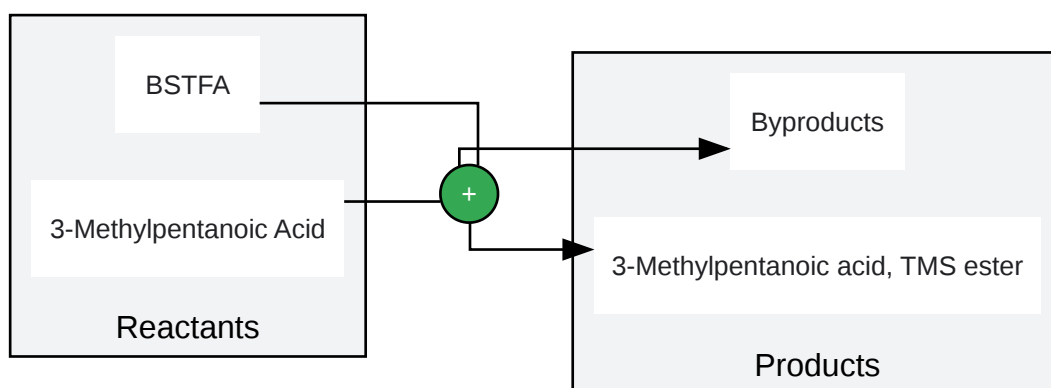 BSTFA
3-Methylpentanoic Acid
Reactants
+
Byproducts
3-Methylpentanoic acid, TMS ester
Products